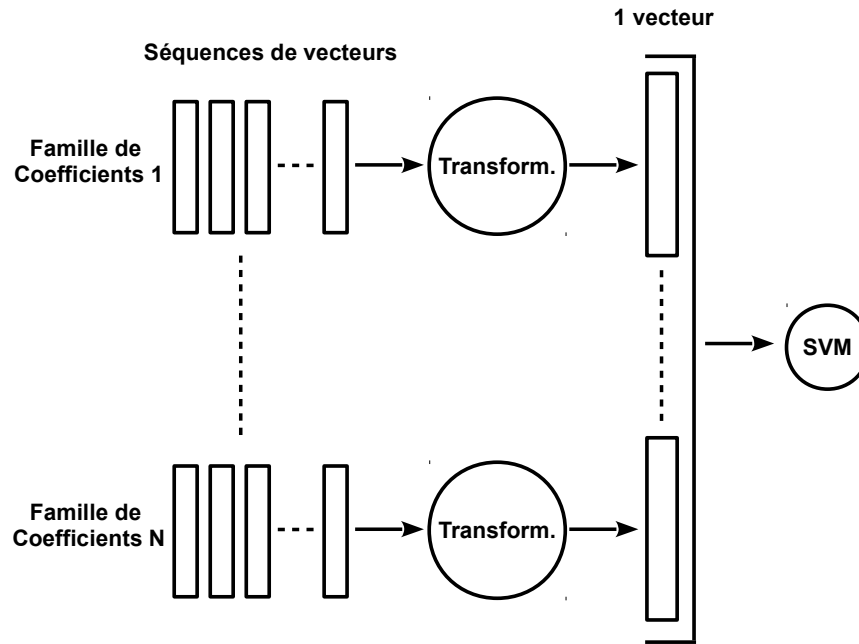 1 vecteur
Séquences de vecteurs
Famille de
Coefficients 1
Transform.
SVM
Famille de
Coefficients N
Transform.